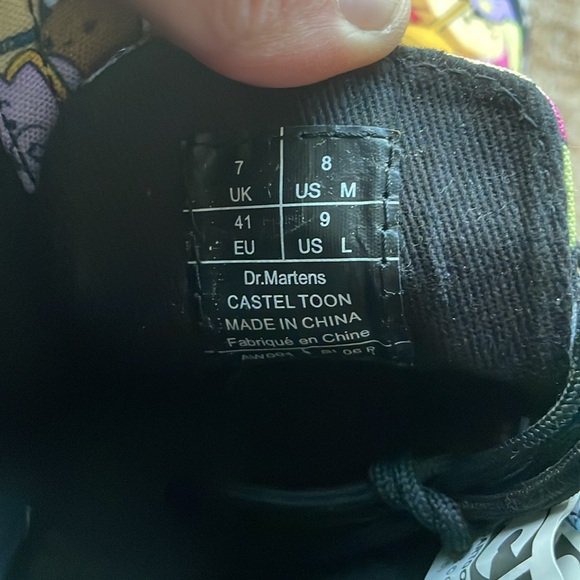 7 8
UK US M
41 9
EU US L
Dr.Martens
CASTEL TOON
MADE IN CHINA
Fabriqué en Chine